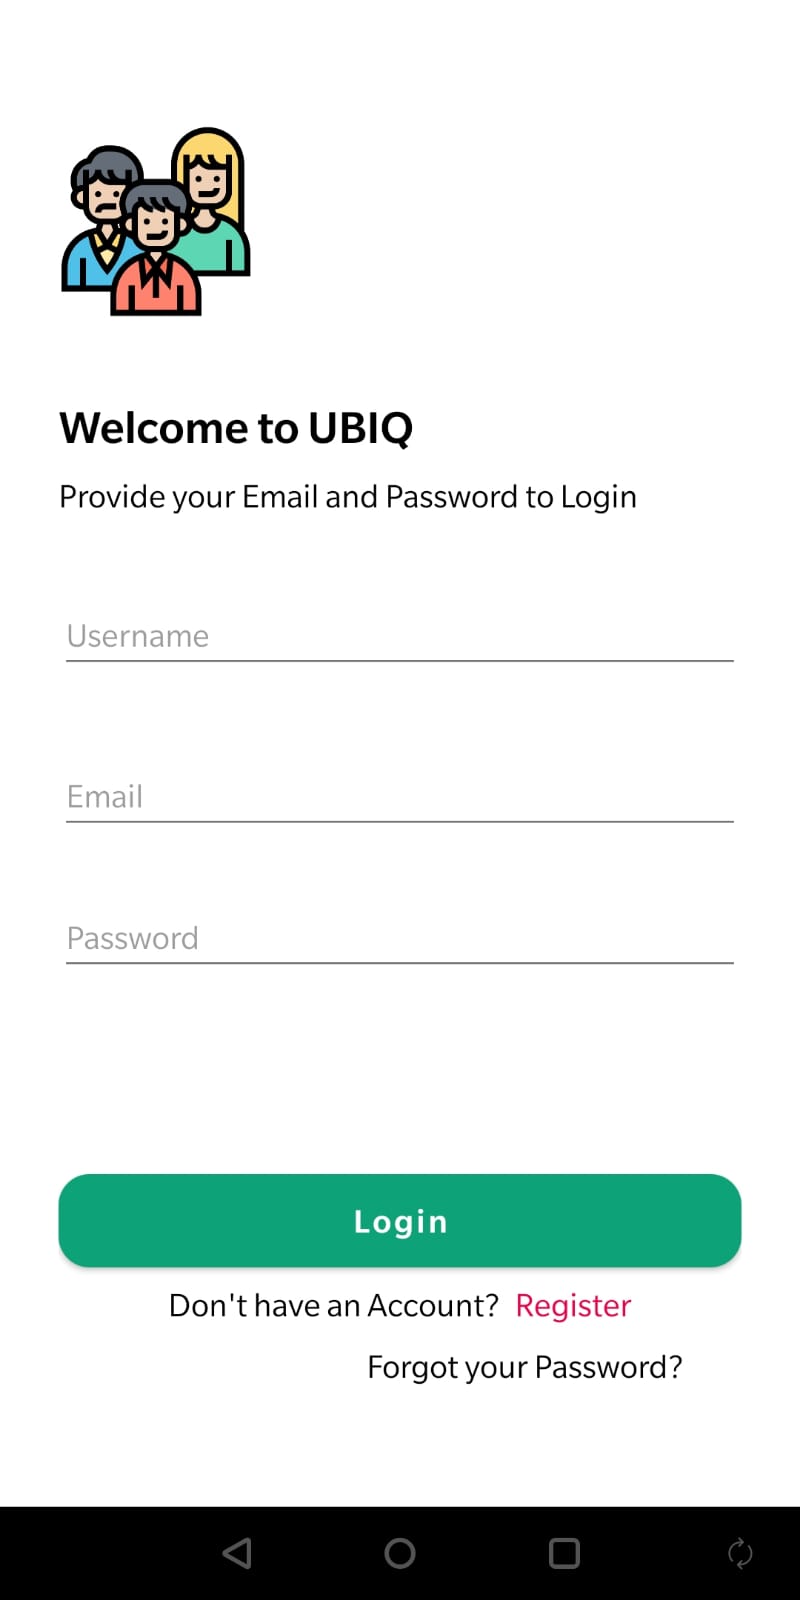 Welcome to UBIQ
Provide your Email and Password to Login
Username
Email
Password
Login
Don't have an Account? Register
Forgot your Password?